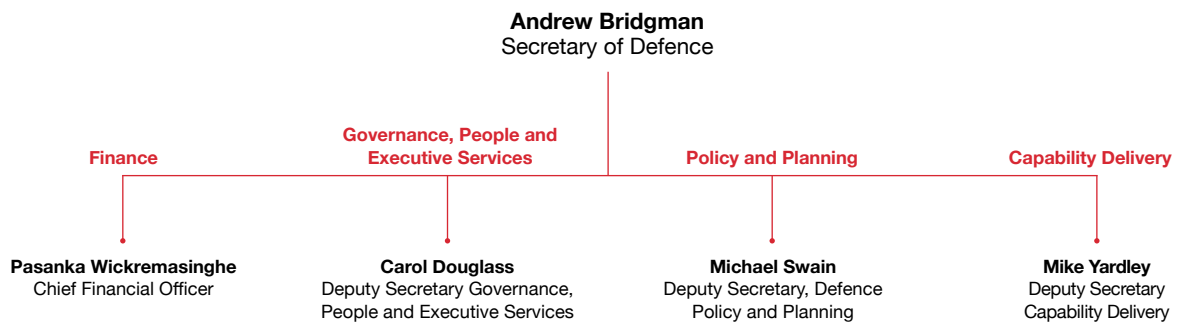 Andrew Bridgman
Secretary of Defence
Finance
Governance, People and
Executive Services
Policy and Planning
Capability Delivery
Pasanka Wickremasinghe
Chief Financial Officer
Carol Douglass
Deputy Secretary Governance,
People and Executive Services
Michael Swain
Deputy Secretary, Defence
Policy and Planning
Mike Yardley
Deputy Secretary
Capability Delivery